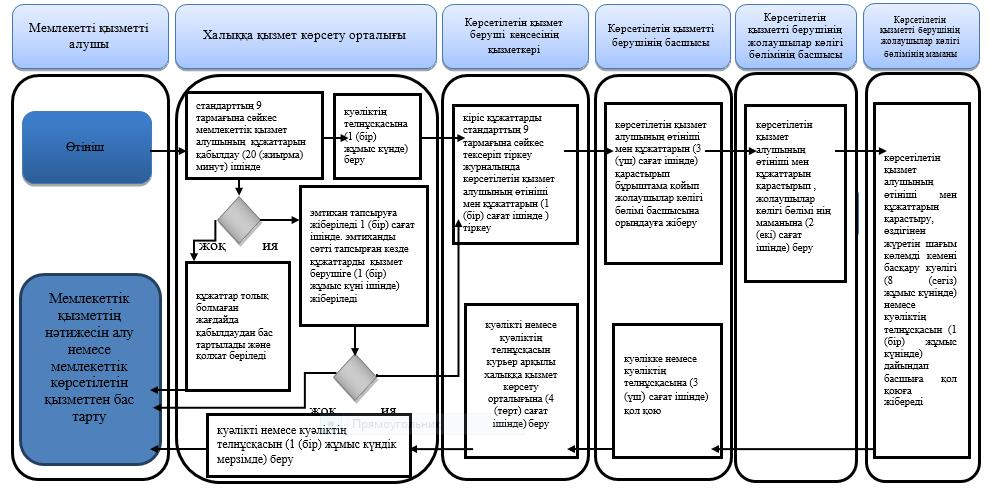 Мемлекетті қызметті
алушы
Халыққа қызмет көрсету орталығы
Көрсетілетін қызмет
беруші кеңсесінің
қызметкері
Көрсетілетін қызметті
берушінің басшысы
Көрсетілетін
қызметті берушінің
жолаушылар көлігі
бөлімінің басшысы
Көрсетілетін
қызметті берушінің
жолаушылар көлігі
бөлімінің маманы
Өтініш
стандарттың 9
тармағына сәйкес
мемлекеттік қызмет
алушының құжаттарын
қабылдау (20 (жиырма)
минут) ішінде
куәліктің
телнұсқасына
(1 (бір)
жұмыс күнде)
беру
жоқ
ия
эмтихан тапсыруға
жіберіледі 1 (бір) сағат
ішінде. эмтиханды
сәтті тапсырған кезде
құжаттарды қызмет
берушіге (1 (бір)
жұмыс күні ішінде)
жіберіледі
құжаттар толық
болмаған
жағдайда
қабылдаудан бас
тартылады және
қолхат беріледі
жоқ
ия
куәлікті немесе куәліктің
телнұсқасын (1 (бір) жұмыс күндік
мерзімде) беру
Мемлекеттік
қызметтің
нәтижесін алу
немесе
мемлекеттік
көрсетілетін
қызметтен бас
тарту
кіріс құжаттарды
стандарттың 9
тармағына сәйкес
тексеріп тіркеу
журналында
көрсетілетін қызмет
алушының өтініші
мен құжаттарын (1
(бір) сағат ішінде )
тіркеу
куәлікті немесе
куәліктің
телнұсқасын
курьер арқылы
халыққа қызмет
көрсету
орталығына (4
(төрт) сағат
ішінде) беру
көрсетілетін қызмет
алушының өтініші
мен құжаттарын (3
(үш) сағат ішінде)
қарастырып
бұрыштама қойып
жолаушылар көлігі
бөлімі басшысына
орындауға жіберу
куәлікке немесе
куәліктің
телнұсқасына (3
(үш) сағат ішінде)
қол қою
көрсетілетін
қызмет
алушының
өтініші мен
құжаттарын
қарастырып ,
жолаушылар
көлігі бөлімі нің
маманына (2
(екі) сағат
ішінде) беру
көрсетілетін
қызмет
алушының
өтініші мен
құжаттарын
қарастыру,
өздігінен
жүретін шағым
көлемді кемені
басқару куәлігі
(8 (сегіз)
жұмыс күнінде)
немесе
куәліктің
телнұсқасын (1
(бір) жұмыс
күнінде)
дайындап
басшыға қол
қоюға
жібереді
Прямоугольник